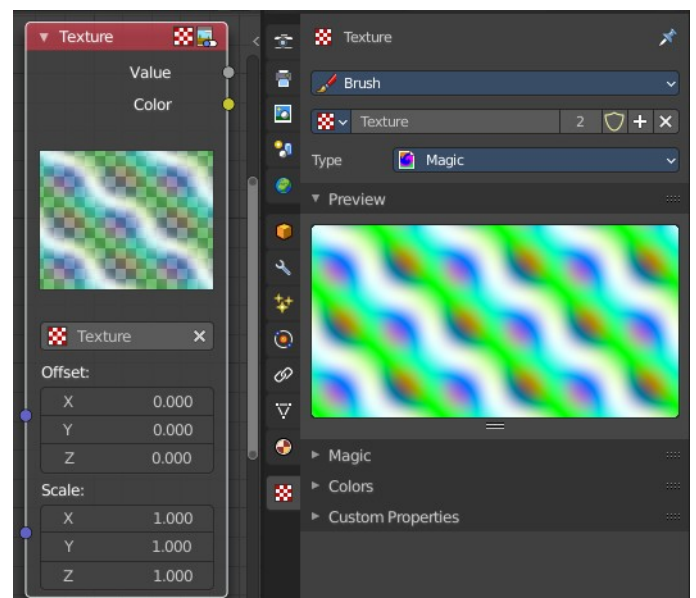 Texture
Value
Color
Texture
Offset:
X 0.000
Y 0.000
Z 0.000
Scale:
X 1.000
Y 1.000
Z 1.000
Texture
Brush
Texture 2
Type Magic
Preview
Magic
Colors
Custom Properties